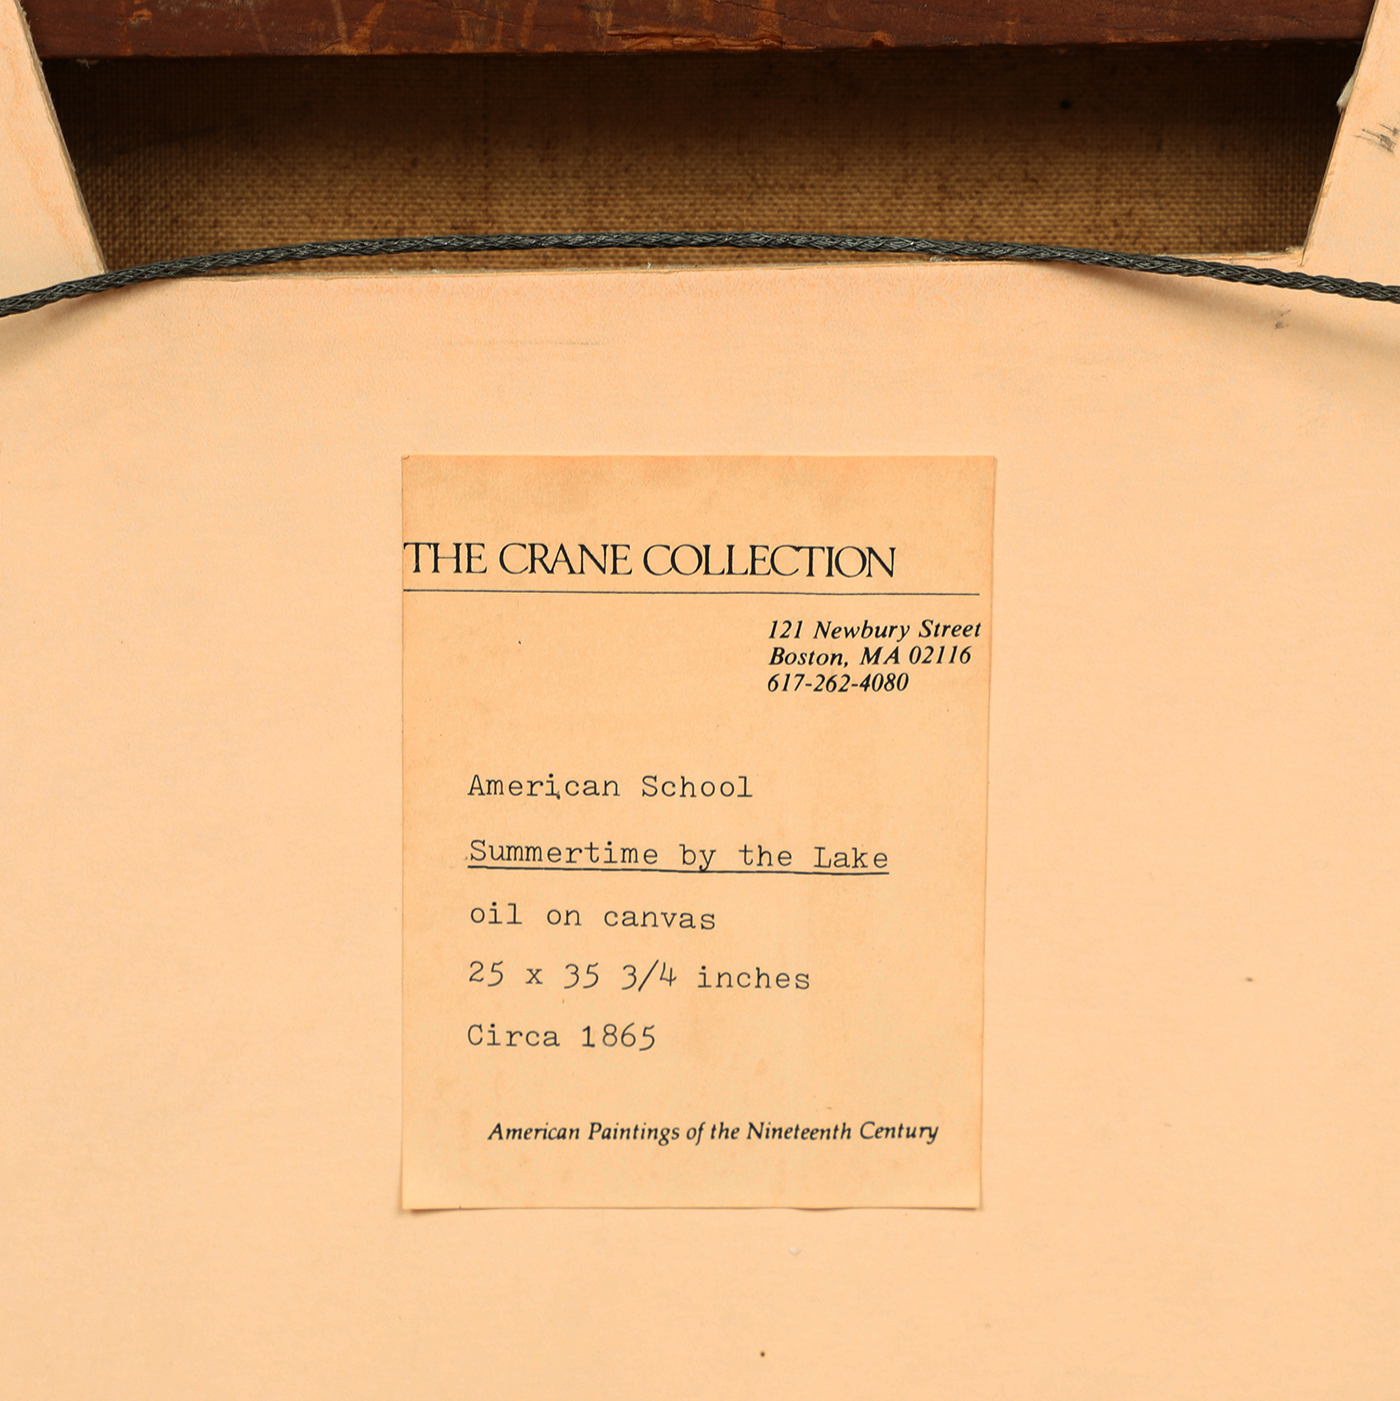 THE CRANE COLLECTION
121 Newbury Street
Boston, MA 02116
617-262-4080
American School
Summertime by the Lake
oil on canvas
25 x 35 3/4 inches
Circa 1865
American Paintings of the Nineteenth Century